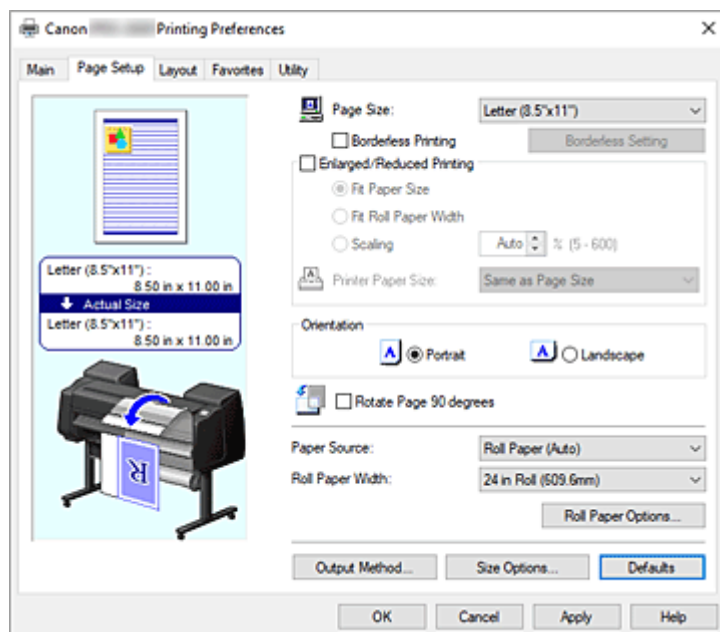 Canon Printing Preferences
Main Page Setup Layout Favorites Utility
Page Size: Letter (8.5"x11")
Borderless Printing Borderless Setting
Enlarged/Reduced Printing
Fit Paper Size
Fit Roll Paper Width
Scaling Auto % (5 - 600)
Printer Paper Size: Same as Page Size
Letter (8.5"x11") :
8.50 in x 11.00 in
Actual Size
Letter (8.5"x11") :
8.50 in x 11.00 in
Orientation
A Portrait A Landscape
Rotate Page 90 degrees
R
Paper Source: Roll Paper (Auto)
Roll Paper Width: 24 in Roll (609.6mm)
Roll Paper Options...
Output Method... Size Options... Defaults
OK Cancel Apply Help